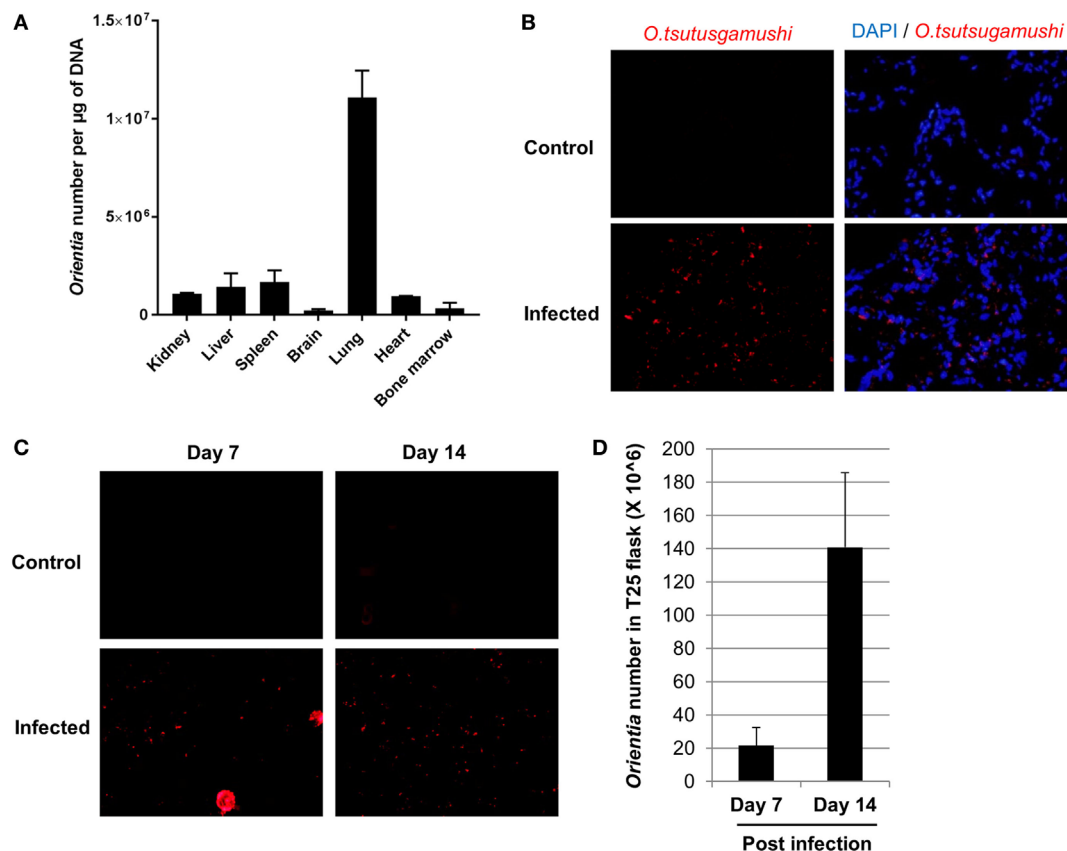 A
Orientia number per µg of DNA
1.5×10⁷
1×10⁷
5×10⁶
0
Kidney
Liver
Spleen
Brain
Lung
Heart
Bone marrow
B
O.tsutusgamushi
DAPI / O.tsutsugamushi
Control
Infected
C
Day 7
Day 14
Control
Infected
D
Orientia number in T25 flask (X 10^6)
200
180
160
140
120
100
80
60
40
20
0
Day 7
Day 14
Post infection